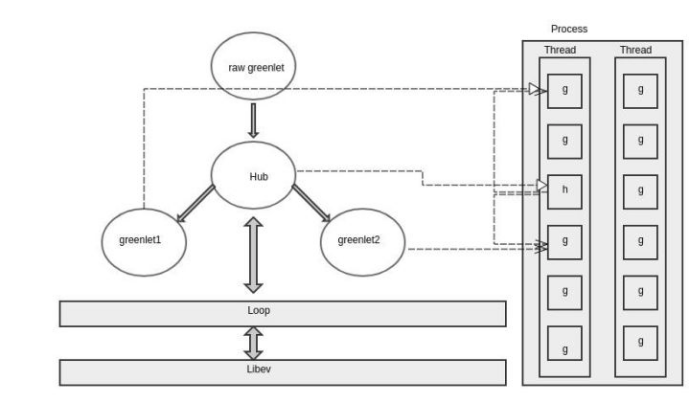 Process
Thread
Thread
raw greenlet
Hub
greenlet1
greenlet2
Loop
Libev
g
g
h
g
g
g
g
g
g
g
g
g